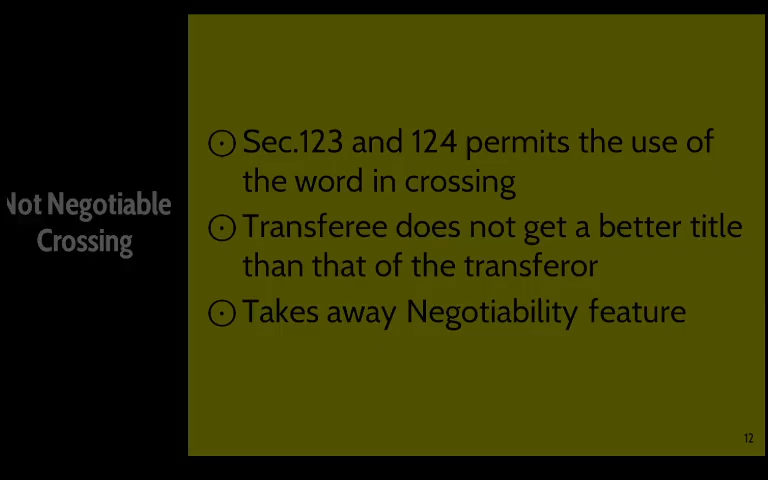 Not Negotiable
Crossing
⊙ Sec.123 and 124 permits the use of
the word in crossing
⊙ Transferee does not get a better title
than that of the transferor
⊙ Takes away Negotiability feature
12